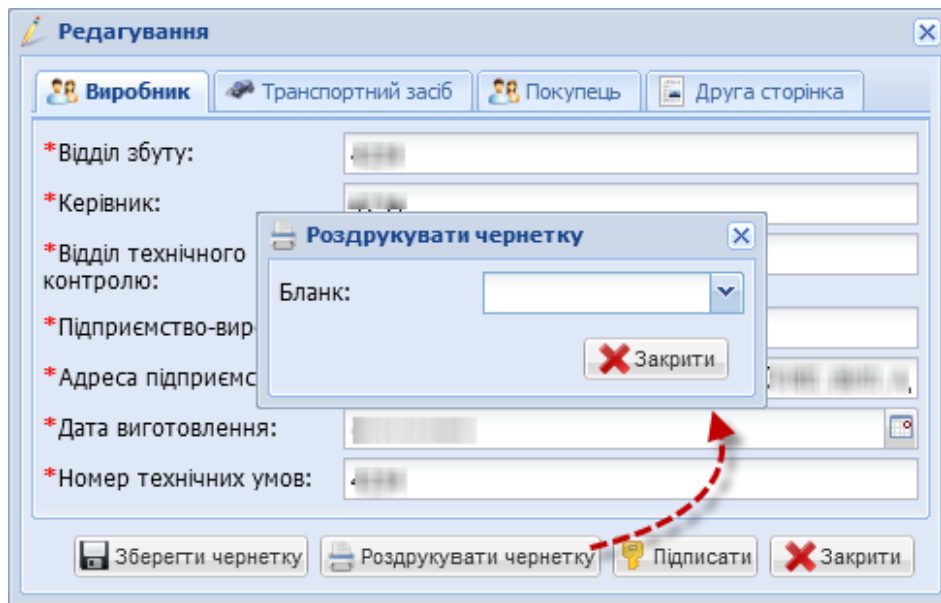 Редагування
Виробник Транспортний засіб Покупець Друга сторінка
*Відділ збуту:
*Керівник:
Роздрукувати чернетку
*Відділ технічного
контролю:
Бланк:
*Підприємство-вир
Закрити
*Адреса підприємс
*Дата виготовлення:
*Номер технічних умов:
Зберегти чернетку Роздрукувати чернетку Підписати Закрити